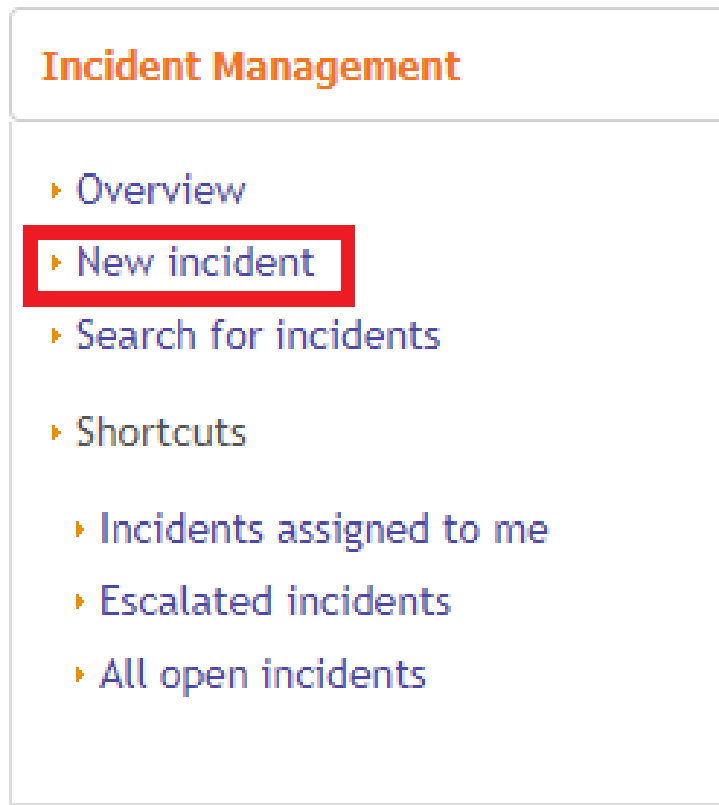 Incident Management
Overview
New incident
Search for incidents
Shortcuts
Incidents assigned to me
Escalated incidents
All open incidents